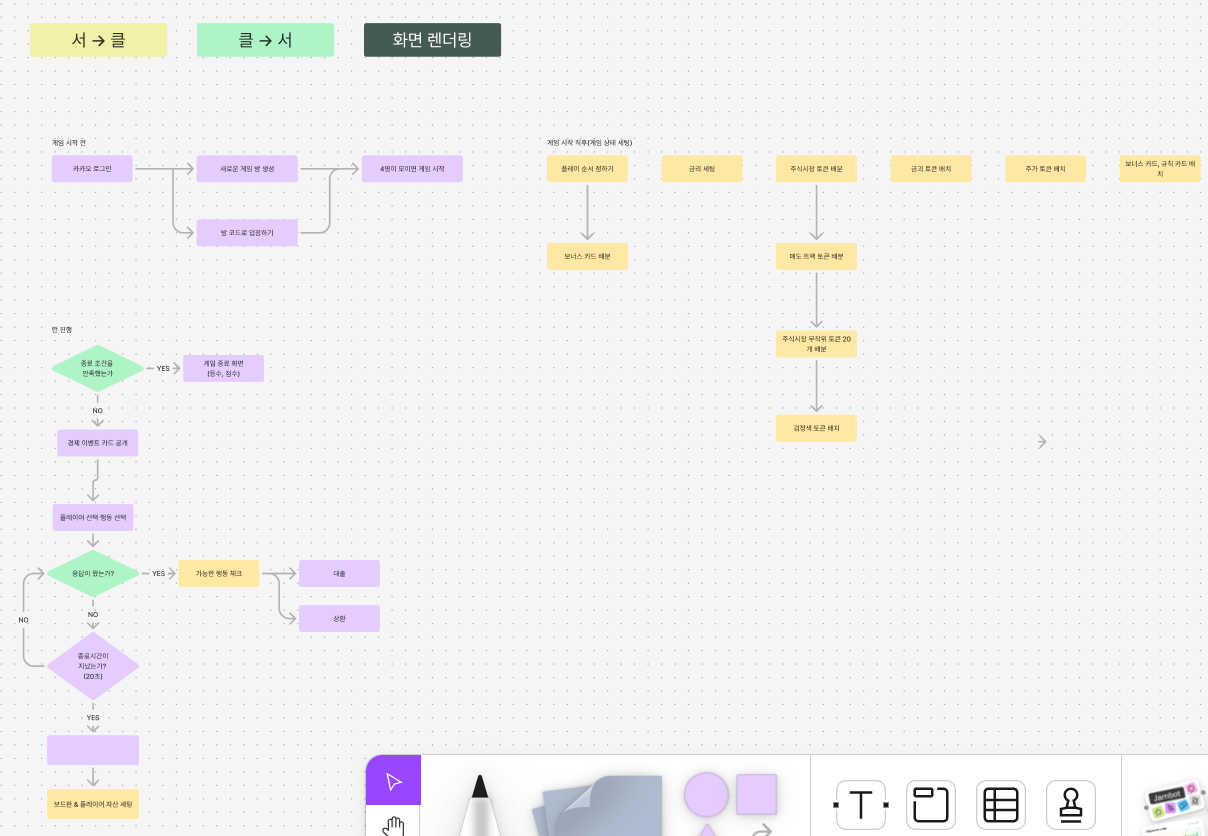 서 → 클
클 → 서
화면 렌더링
게임 시작 전
카카오 로그인
새로운 게임 방 생성
4명이 모이면 게임 시작
방 코드로 입장하기
게임 시작 직후(게임 상태 세팅)
플레이 순서 정하기
금리 세팅
주식시장 토큰 배분
금괴 토큰 배치
주가 토큰 배치
보너스 카드, 규칙 카드 배
치
보너스 카드 배분
매도 트랙 토큰 배분
주식시장 무작위 토큰 20
개 배분
검정색 토큰 배치
턴 진행
종료 조건을
만족했는가
YES
게임 종료 화면
(등수, 점수)
NO
경제 이벤트 카드 공개
플레이어 선택 행동 선택
응답이 왔는가?
YES
가능한 행동 체크
대출
상환
NO
NO
종료시간이
지났는가?
(20초)
YES
보드판 & 플레이어 자산 세팅
T
Jambot